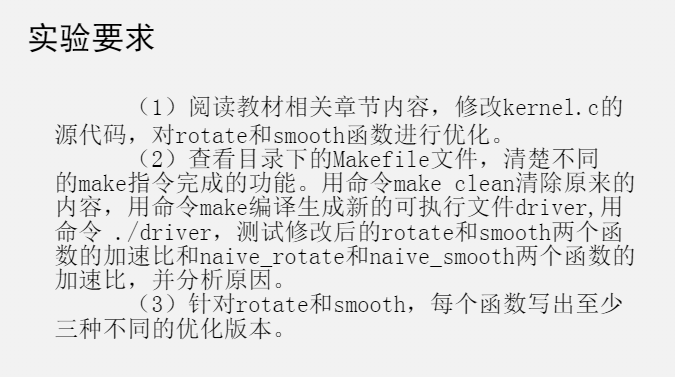 实验要求
（1）阅读教材相关章节内容，修改kernel.c的
源代码，对rotate和smooth函数进行优化。
（2）查看目录下的Makefile文件，清楚不同
的make指令完成的功能。用命令make clean清除原来的
内容，用命令make编译生成新的可执行文件driver,用
命令 ./driver，测试修改后的rotate和smooth两个函
数的加速比和naive_rotate和naive_smooth两个函数的
加速比，并分析原因。
（3）针对rotate和smooth，每个函数写出至少
三种不同的优化版本。